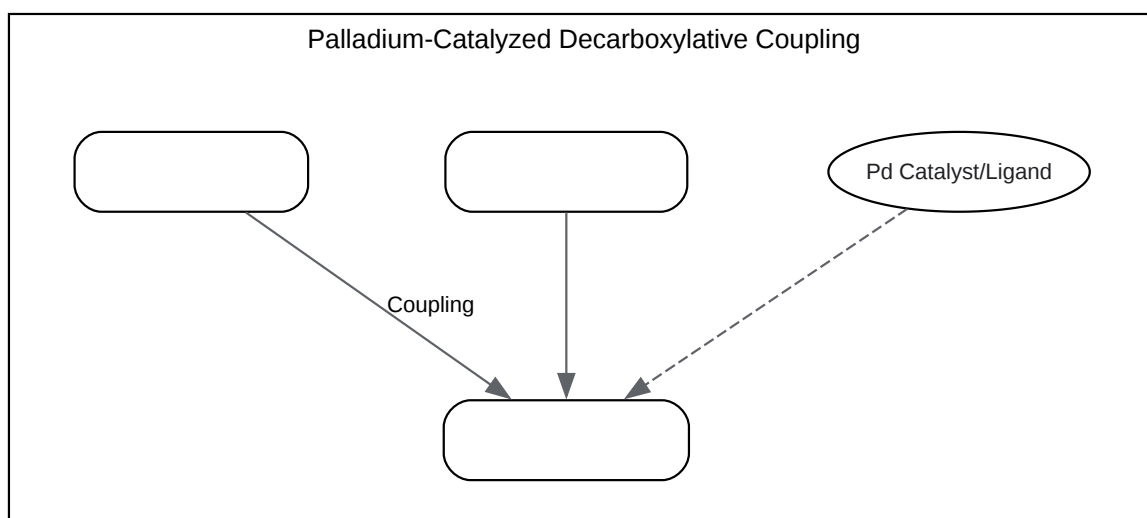 Palladium-Catalyzed Decarboxylative Coupling
Pd Catalyst/Ligand
Coupling